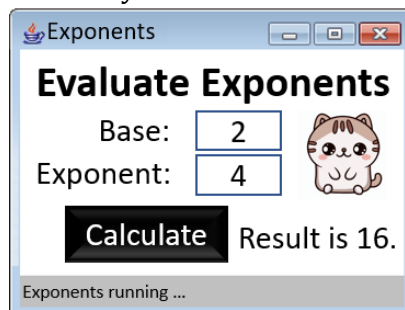 Exponents
Evaluate Exponents
Base: 2
Exponent: 4
Calculate Result is 16.
Exponents running ...